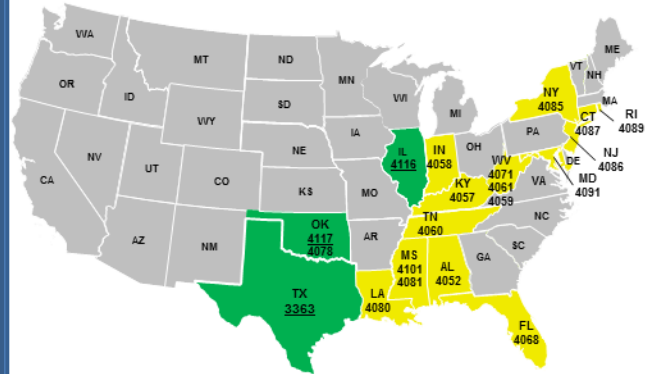 WA
MT
ND
MN
ME
VT
NH
OR
ID
SD
WI
MI
NY
4085
MA
RI
4089
CT
4087
WY
IA
PA
NJ
4086
NV
UT
CO
NE
IL
4116
IN
4058
OH
WV
4071
4061
4059
DE
MD
4091
CA
KS
MO
KY
4057
VA
TN
4060
NC
AZ
NM
OK
4117
4078
AR
SC
MS
4101
4081
AL
4052
GA
TX
3363
LA
4080
FL
4068